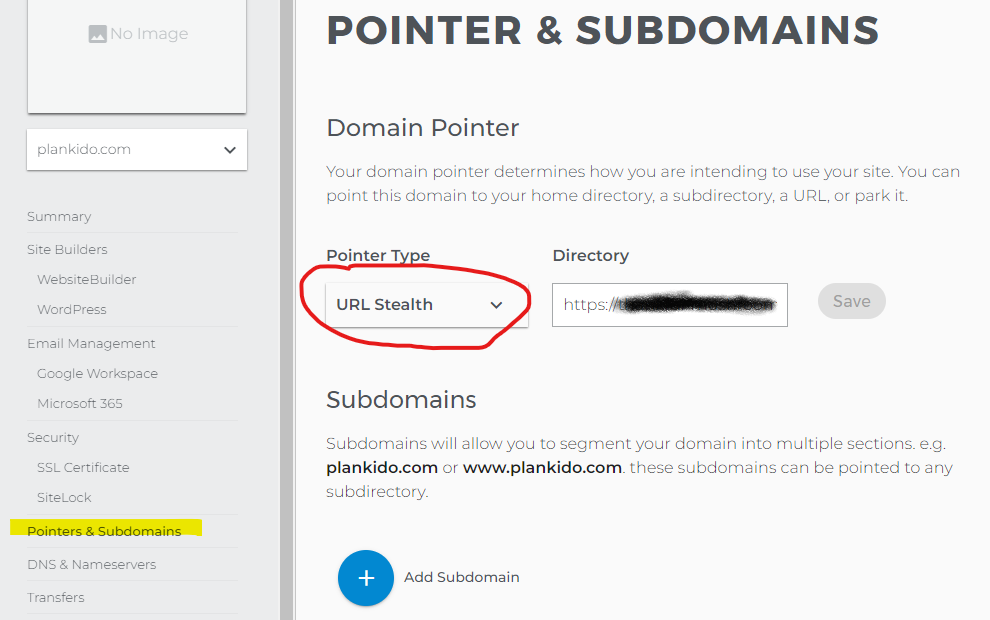 No Image
plankido.com
Summary
Site Builders
WebsiteBuilder
WordPress
Email Management
Google Workspace
Microsoft 365
Security
SSL Certificate
SiteLock
Pointers & Subdomains
DNS & Nameservers
Transfers
POINTER & SUBDOMAINS
Domain Pointer
Your domain pointer determines how you are intending to use your site. You can
point this domain to your home directory, a subdirectory, a URL, or park it.
Pointer Type
Directory
URL Stealth
https://
Save
Subdomains
Subdomains will allow you to segment your domain into multiple sections. e.g.
plankido.com or www.plankido.com. these subdomains can be pointed to any
subdirectory.
Add Subdomain